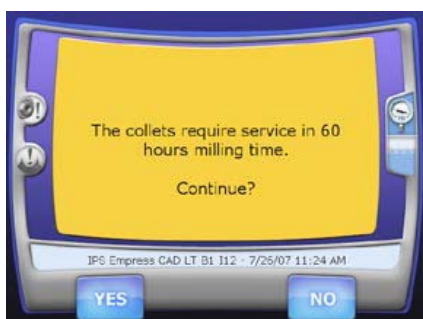 The collets require service in 60
hours milling time.
Continue?
IPS Empress CAD LT B1 I12 - 7/26/07 11:24 AM
YES
NO